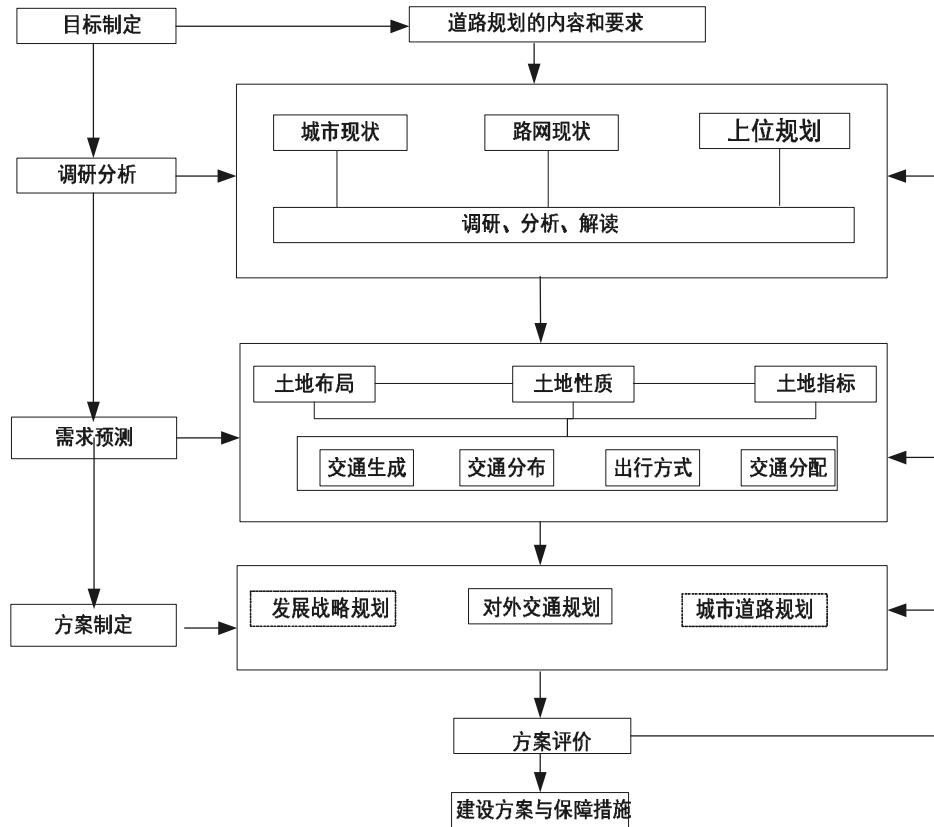 目标制定
道路规划的内容和要求
城市现状
路网现状
上位规划
调研分析
调研、分析、解读
土地布局
土地性质
土地指标
需求预测
交通生成
交通分布
出行方式
交通分配
发展战略规划
对外交通规划
城市道路规划
方案制定
方案评价
建设方案与保障措施